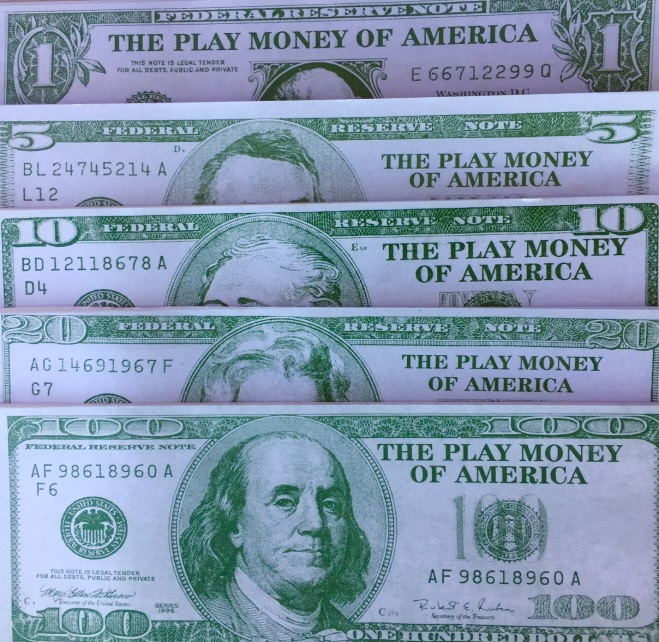 FEDERAL RESERVE NOTE
THE PLAY MONEY OF AMERICA
1
1
THIS NOTE IS LEGAL TENDER
FOR ALL DEBTS, PUBLIC AND PRIVATE
E 66712299 Q
WASHINGTON, D.C.
5
FEDERAL RESERVE NOTE
5
BL 24745214 A
L12
THE PLAY MONEY
OF AMERICA
10
FEDERAL RESERVE NOTE
10
BD 12118678 A
D4
THE PLAY MONEY
OF AMERICA
20
FEDERAL RESERVE NOTE
20
AG 14691967 F
G7
THE PLAY MONEY
OF AMERICA
100
100
FEDERAL RESERVE NOTE
THE PLAY MONEY
OF AMERICA
AF 98618960 A
F6
100
THIS NOTE IS LEGAL TENDER
FOR ALL DEBTS, PUBLIC AND PRIVATE
AF 98618960 A
Treasurer of the United States
SERIES
1996
Secretary of the Treasury
100
100
ONE HUNDRED DOLLARS